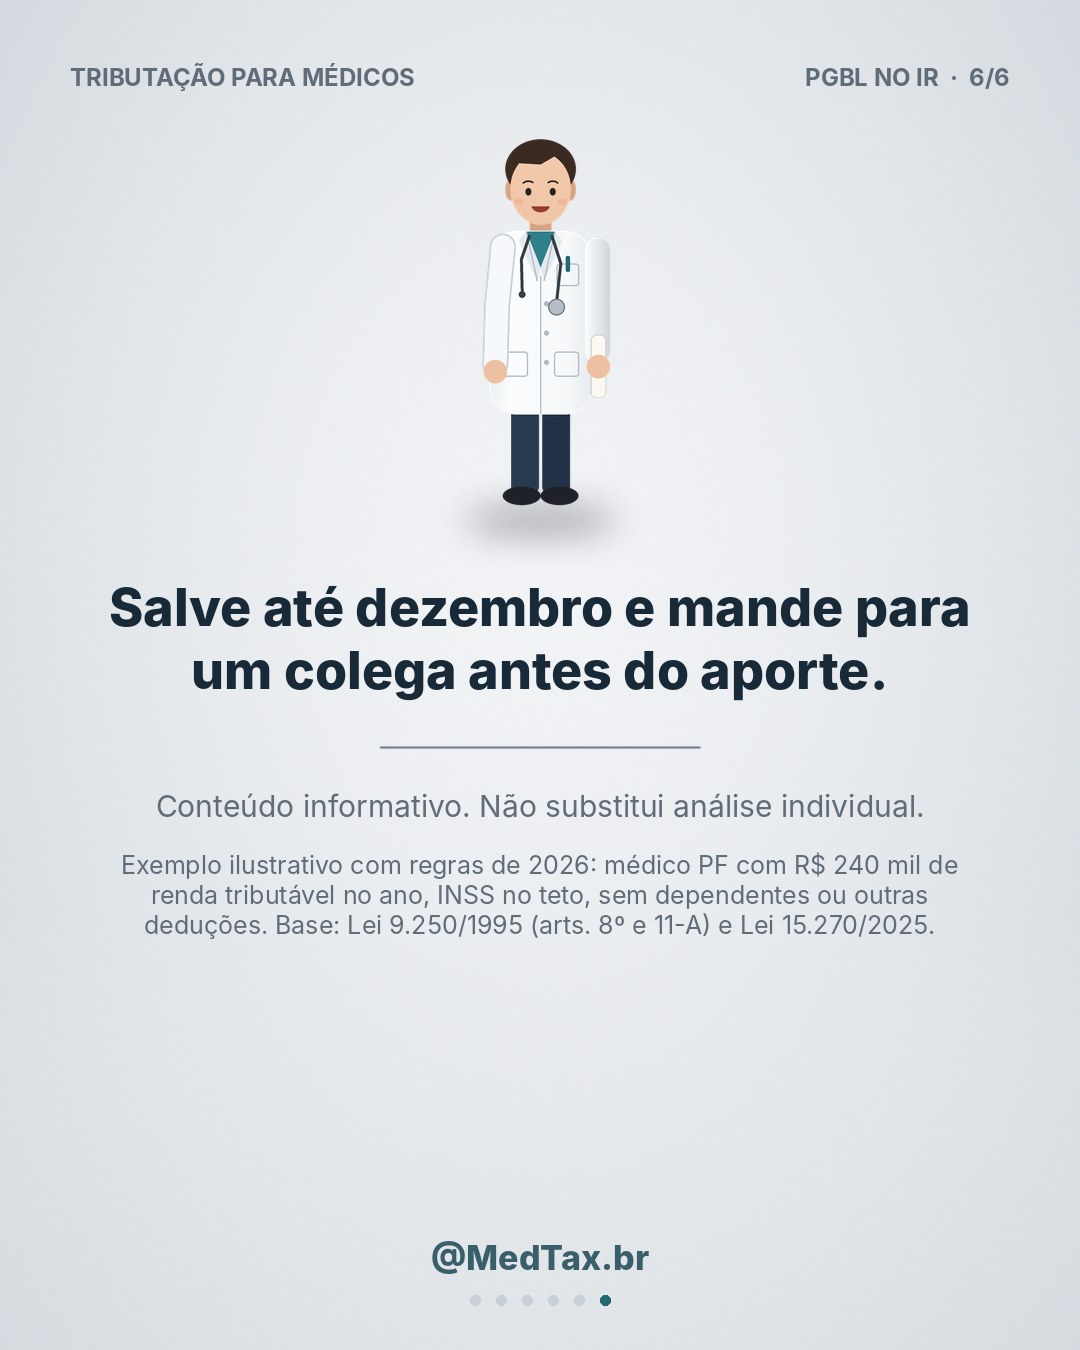 TRIBUTAÇÃO PARA MÉDICOS
PGBL NO IR · 6/6
Salve até dezembro e mande para
um colega antes do aporte.
Conteúdo informativo. Não substitui análise individual.
Exemplo ilustrativo com regras de 2026: médico PF com R$ 240 mil de
renda tributável no ano, INSS no teto, sem dependentes ou outras
deduções. Base: Lei 9.250/1995 (arts. 8º e 11-A) e Lei 15.270/2025.
@MedTax.br